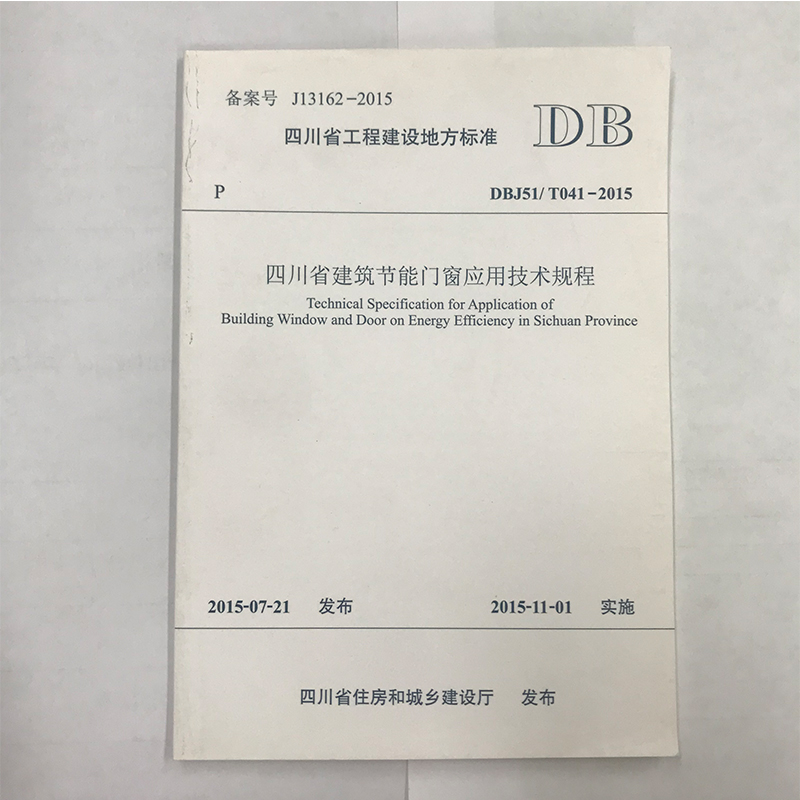 备案号 J13162-2015
四川省工程建设地方标准
DB
P
DBJ51/T041-2015
四川省建筑节能门窗应用技术规程
Technical Specification for Application of
Building Window and Door on Energy Efficiency in Sichuan Province
2015-07-21 发布 2015-11-01 实施
四川省住房和城乡建设厅 发布